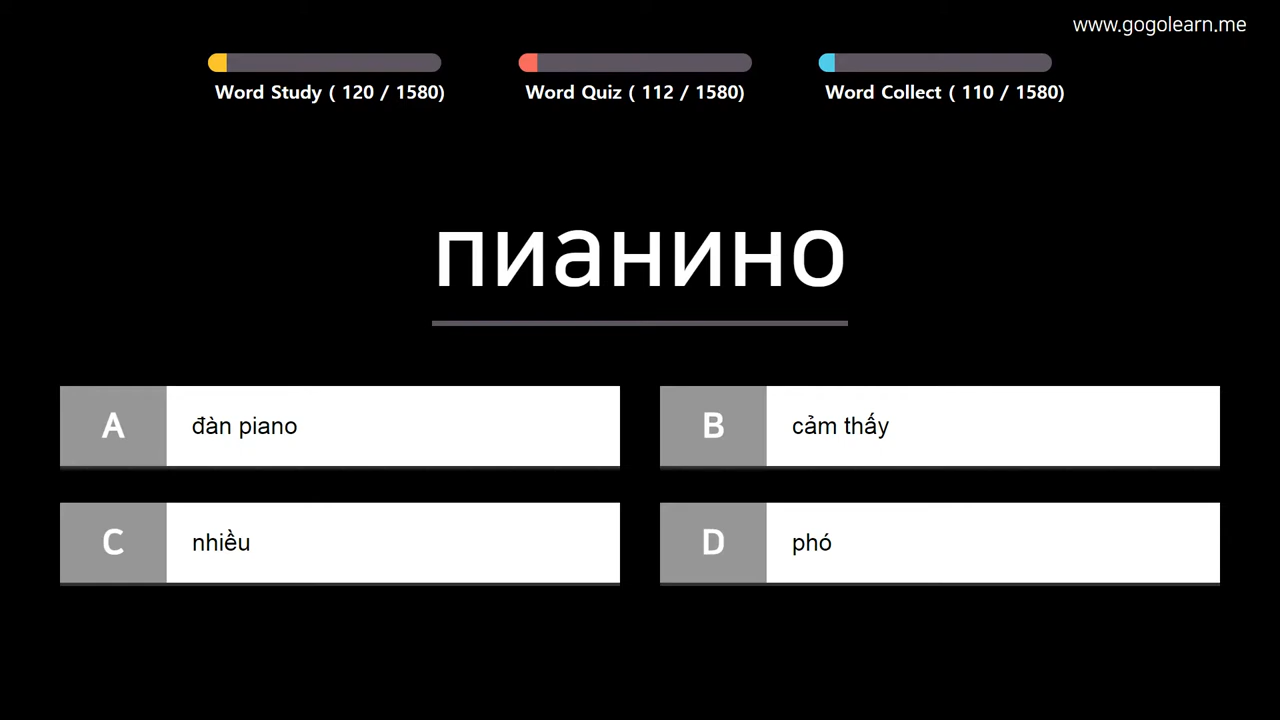 www.gogolearn.me
Word Study ( 120 / 1580)
Word Quiz ( 112 / 1580)
Word Collect ( 110 / 1580)
пианино
A đàn piano
B cảm thấy
C nhiều
D phó